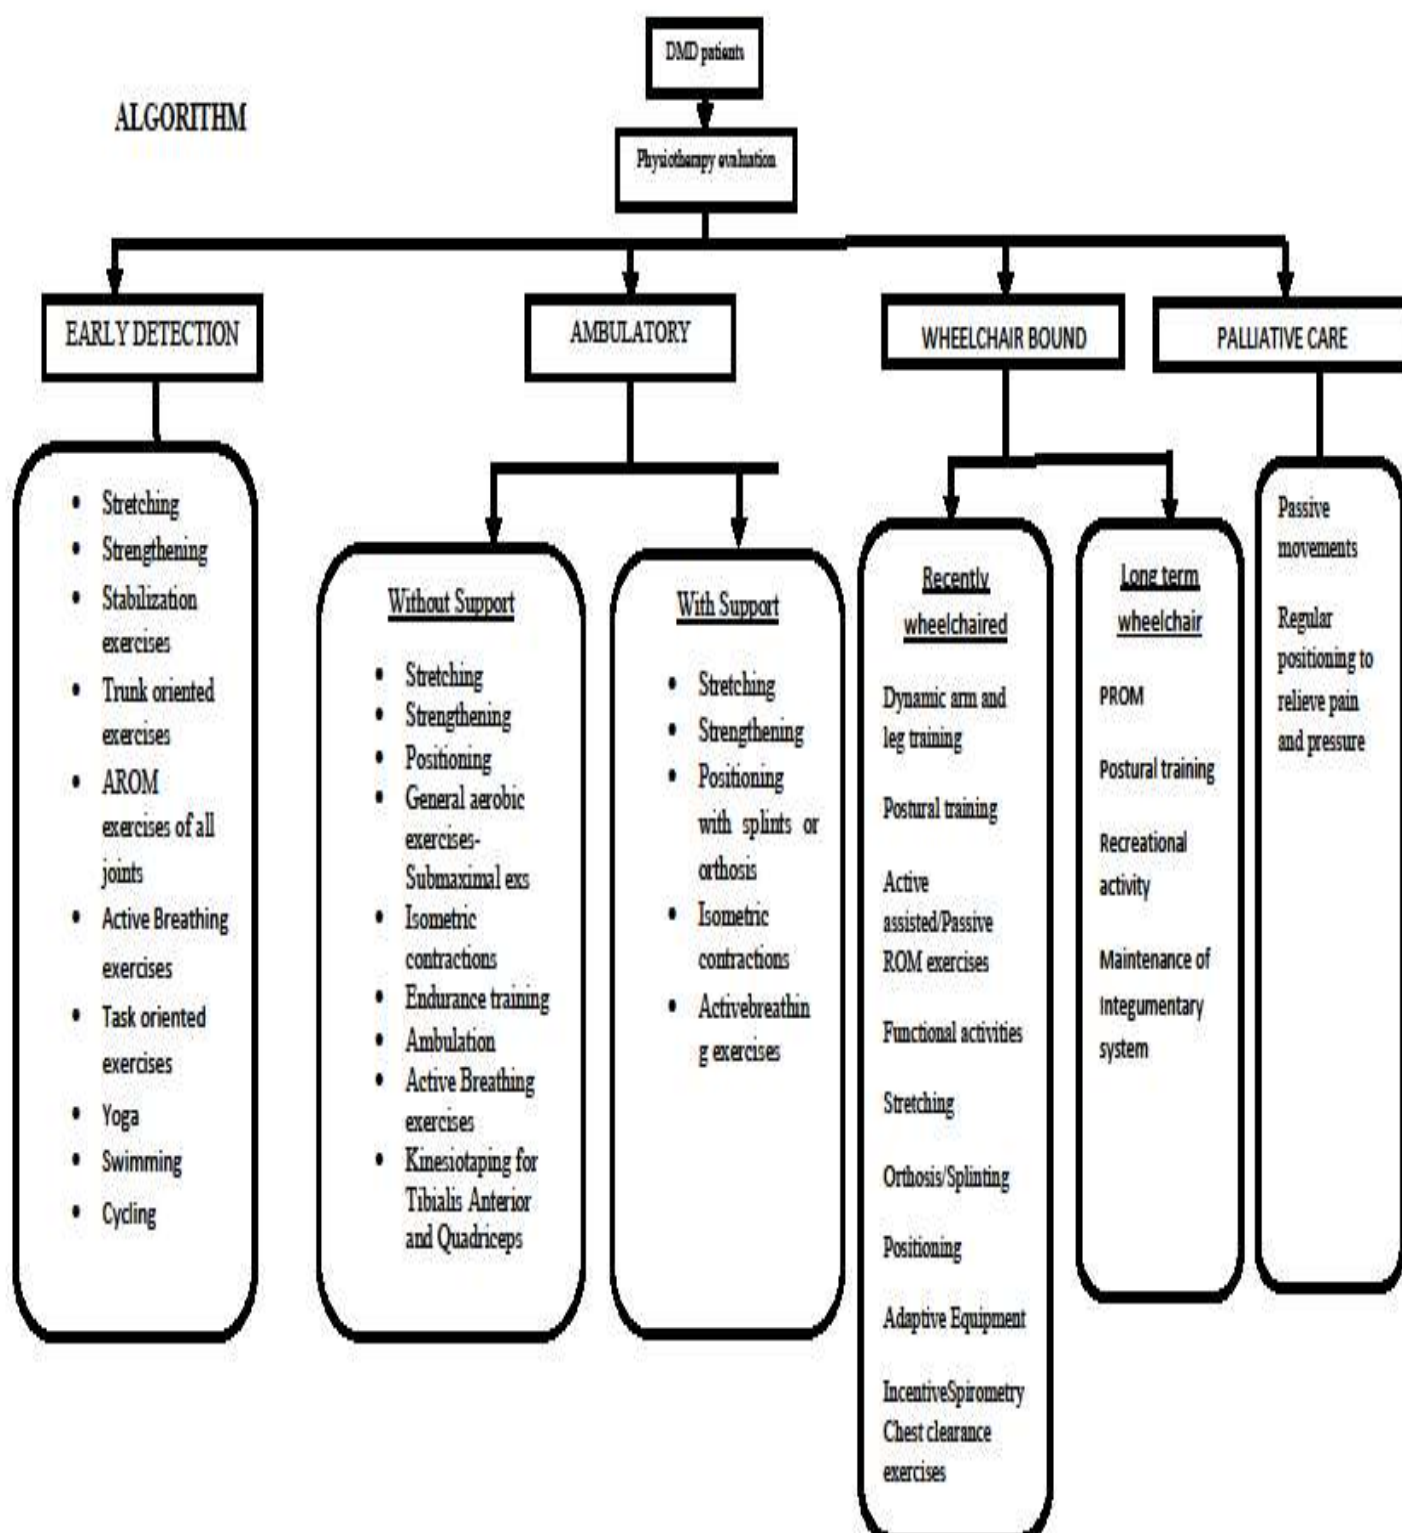 DMD patients
ALGORITHM
Physiotherapy evaluation
EARLY DETECTION
AMBULATORY
WHEELCHAIR BOUND
PALLIATIVE CARE
• Stretching
• Strengthening
• Stabilization
exercises
• Trunk oriented
exercises
• AROM
exercises of all
joints
• Active Breathing
exercises
• Task oriented
exercises
• Yoga
• Swimming
• Cycling
Without Support
• Stretching
• Strengthening
• Positioning
• General aerobic
exercises-
Submaximal exs
• Isometric
contractions
• Endurance training
• Ambulation
• Active Breathing
exercises
• Kinesiotaping for
Tibialis Anterior
and Quadriceps
With Support
• Stretching
• Strengthening
• Positioning
with splints or
orthosis
• Isometric
contractions
• Activebreathin
g exercises
Recently
wheelchaired
Dynamic arm and
leg training
Postural training
Active
assisted/Passive
ROM exercises
Functional activities
Stretching
Orthosis/Splinting
Positioning
Adaptive Equipment
IncentiveSpirometry
Chest clearance
exercises
Long term
wheelchair
PROM
Postural training
Recreational
activity
Maintenance of
Integumentary
system
Passive
movements
Regular
positioning to
relieve pain
and pressure